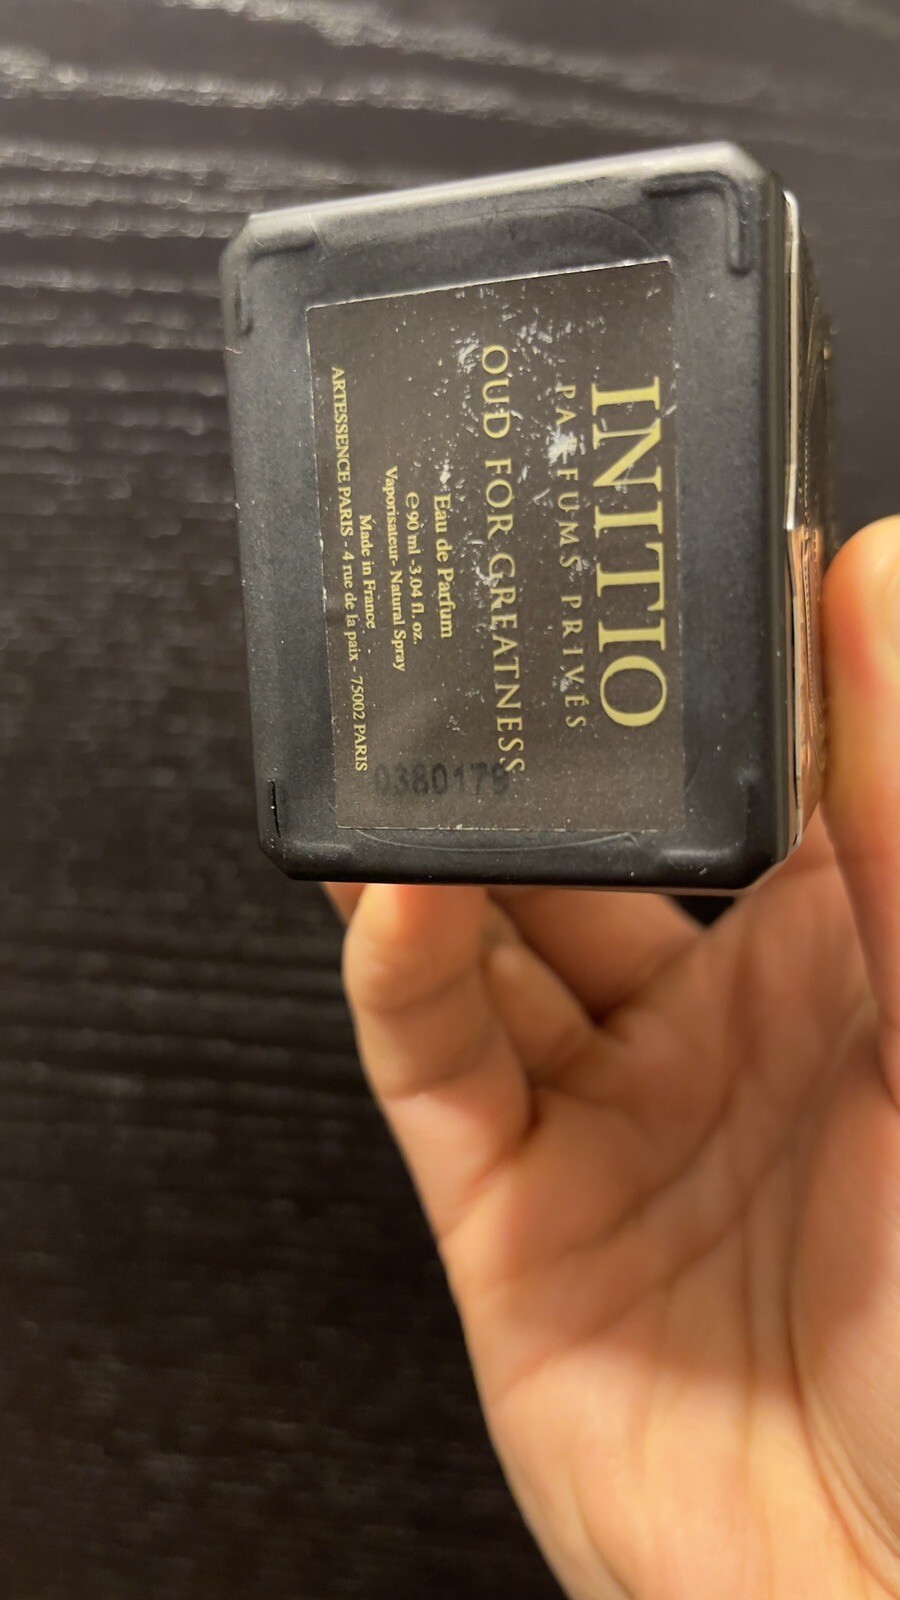 INITIO
PARFUMS PRIVÉS
OUD FOR GREATNESS
Eau de Parfum
℮ 90 ml - 3.04 fl. oz.
Vaporisateur- Natural Spray
Made in France
ARTESSENCE PARIS - 4 rue de la paix - 75002 PARIS
0380179